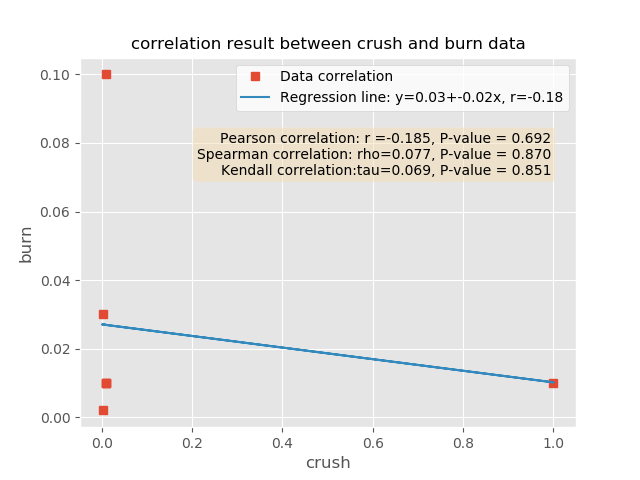 correlation result between crush and burn data
Data correlation
Regression line: y=0.03+-0.02x, r=-0.18
Pearson correlation: r =-0.185, P-value = 0.692
Spearman correlation: rho=0.077, P-value = 0.870
Kendall correlation:tau=0.069, P-value = 0.851
0.10
0.08
0.06
0.04
0.02
0.00
burn
0.0 0.2 0.4 0.6 0.8 1.0
crush